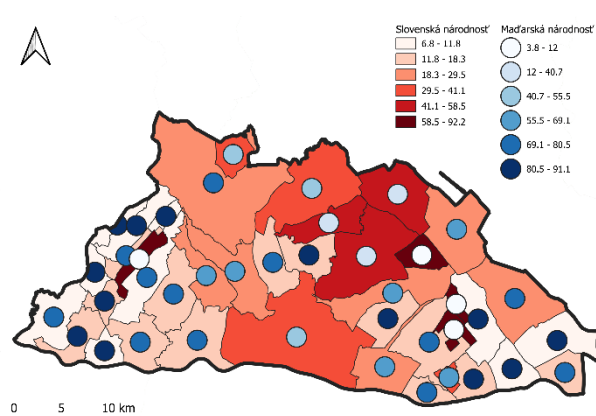 Slovenská národnosť
6.8 - 11.8
11.8 - 18.3
18.3 - 29.5
29.5 - 41.1
41.1 - 58.5
58.5 - 92.2
Maďarská národnosť
3.8 - 12
12 - 40.7
40.7 - 55.5
55.5 - 69.1
69.1 - 80.5
80.5 - 91.1
0 5 10 km